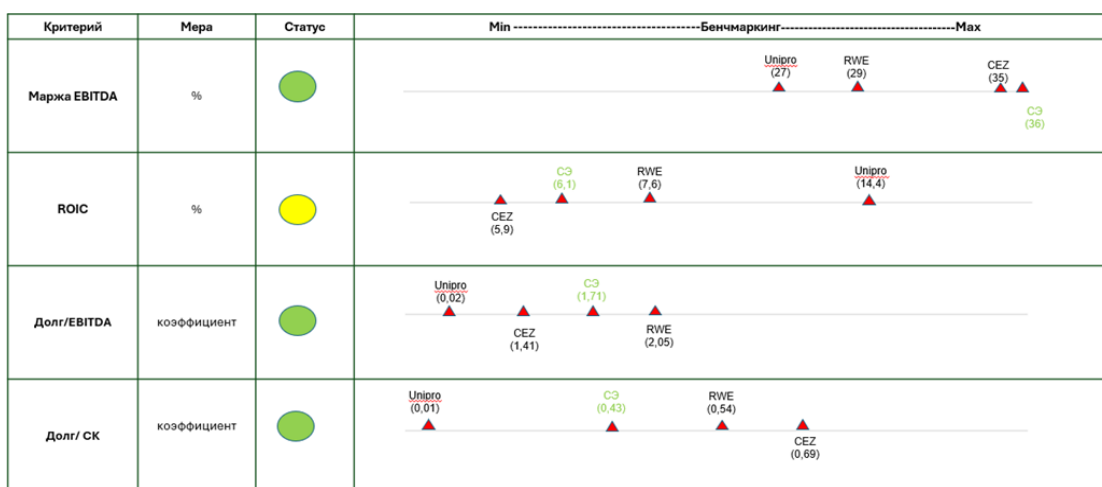 Критерий Мера Статус Min -----------------------------------Бенчмаркинг---------------------------------Max
Маржа EBITDA % Unipro (27) RWE (29) CEZ (35) СЭ (36)
ROIC % CEZ (5,9) СЭ (6,1) RWE (7,6) Unipro (14,4)
Долг/EBITDA коэффициент Unipro (0,02) CEZ (1,41) СЭ (1,71) RWE (2,05)
Долг/ СК коэффициент Unipro (0,01) СЭ (0,43) RWE (0,54) CEZ (0,69)